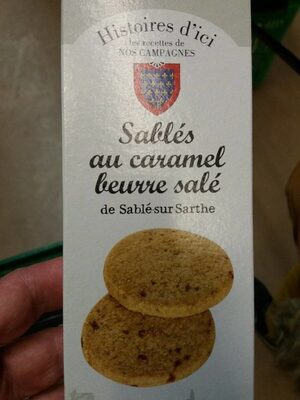 Histoires d'ici
les recettes de
NOS CAMPAGNES
Sablés
au caramel
beurre salé
de Sablé sur Sarthe